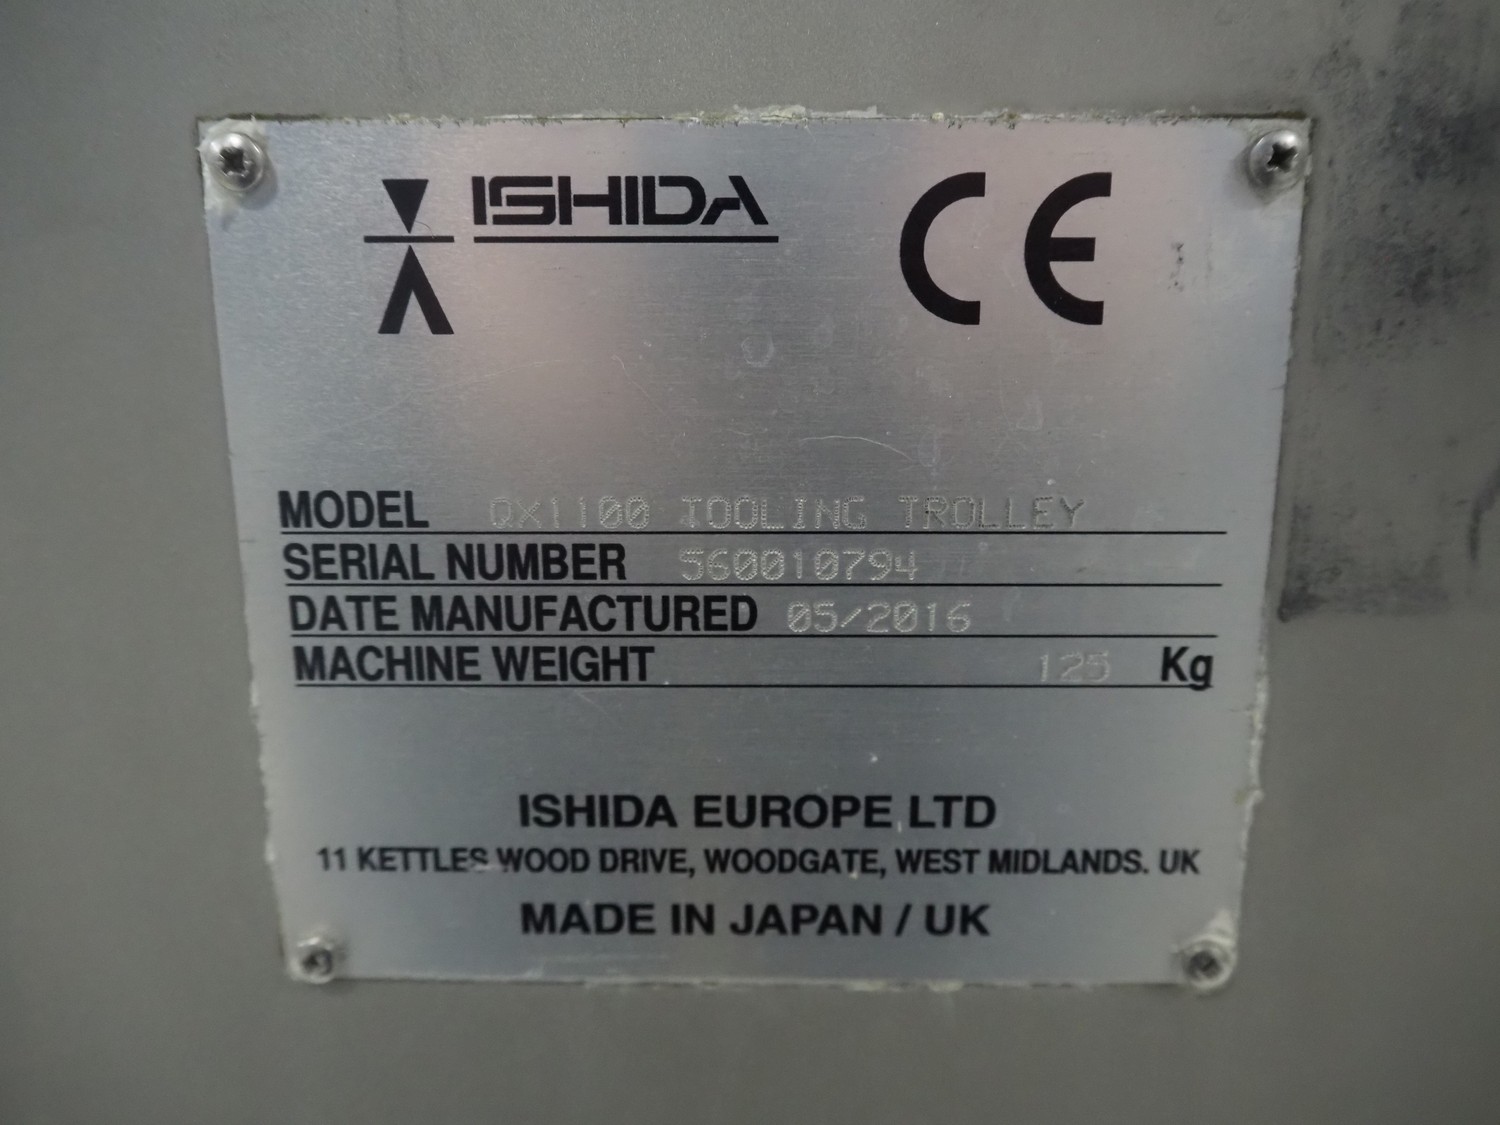 ISHIDA CE
MODEL QX1100 TOOLING TROLLEY
SERIAL NUMBER 560010794
DATE MANUFACTURED 05/2016
MACHINE WEIGHT 125 Kg
ISHIDA EUROPE LTD
11 KETTLES WOOD DRIVE, WOODGATE, WEST MIDLANDS. UK
MADE IN JAPAN / UK